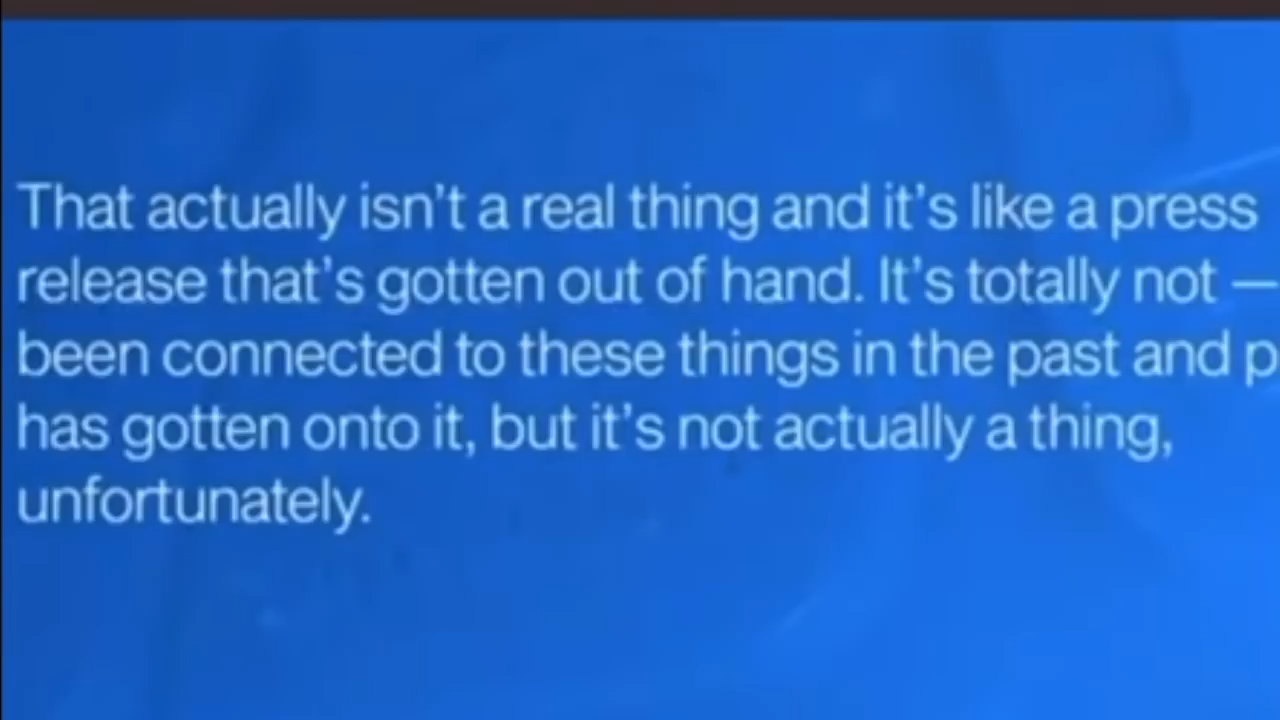 That actually isn’t a real thing and it’s like a press
release that’s gotten out of hand. It’s totally not —
been connected to these things in the past and
has gotten onto it, but it’s not actually a thing,
unfortunately.